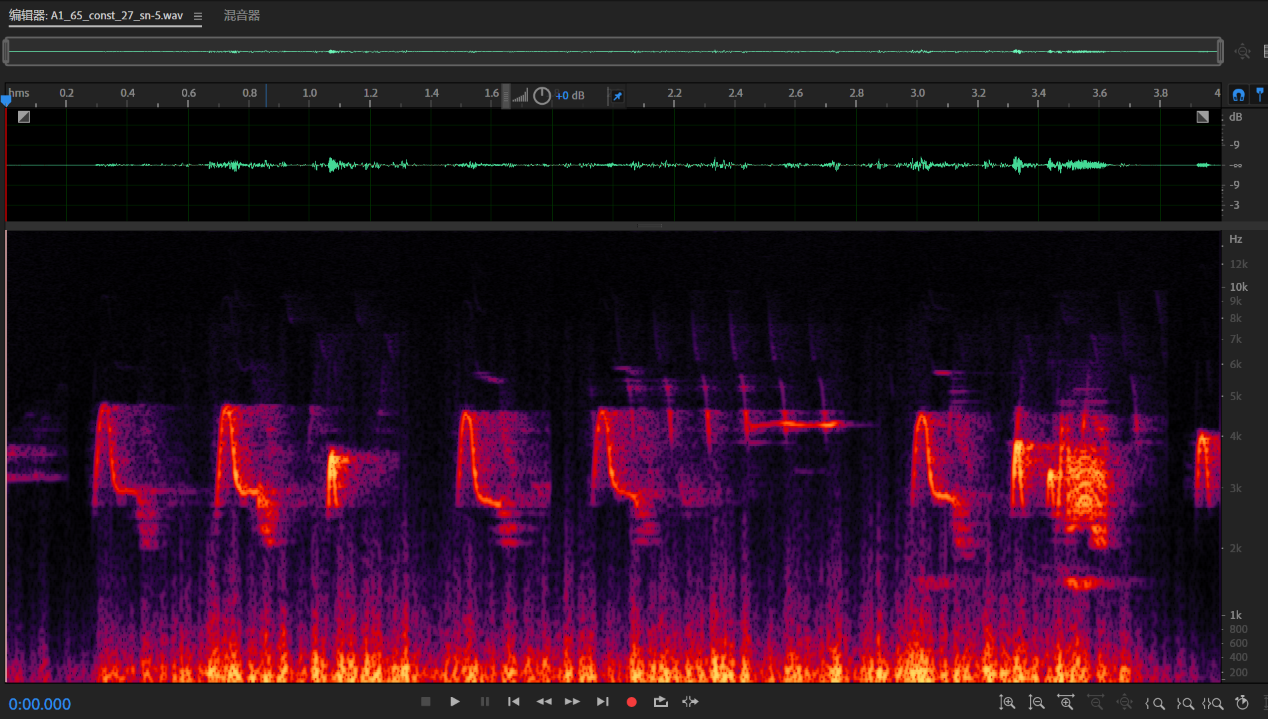 编辑器: A1_65_const_27_sn-5.wav ☰ 混音器
hms 0.2 0.4 0.6 0.8 1.0 1.2 1.4 1.6 +0 dB 2.2 2.4 2.6 2.8 3.0 3.2 3.4 3.6 3.8 4
dB
-9
-∞
-9
-3
Hz
12k
10k
9k
8k
7k
6k
5k
4k
3k
2k
1k
800
600
400
200
0:00.000